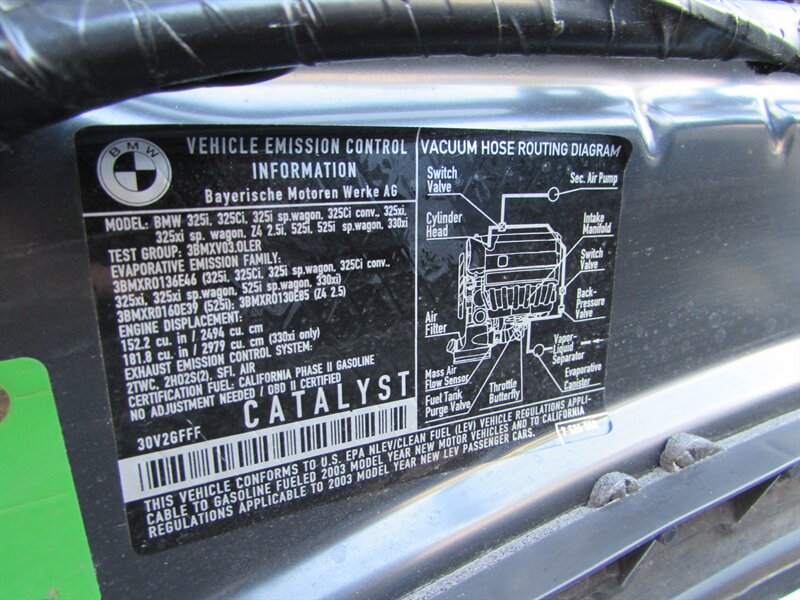 BMW
VEHICLE EMISSION CONTROL
INFORMATION
Bayerische Motoren Werke AG
MODEL: BMW 325i, 325Ci, 325i sp.wagon, 325Ci conv., 325xi,
325xi sp.wagon, Z4 2.5i, 525i, 525i sp.wagon, 330xi
TEST GROUP: 3BMXV03.0LER
EVAPORATIVE EMISSION FAMILY:
3BMXR0136E46 (325i, 325Ci, 325i sp.wagon, 325Ci conv.,
325xi, 325xi sp.wagon, 525i sp.wagon, 330xi)
3BMXR0160E39 (525i); 3BMXR0130E85 (Z4 2.5)
ENGINE DISPLACEMENT:
152.2 cu. in / 2494 cu. cm
181.8 cu. in / 2979 cu. cm (330xi only)
EXHAUST EMISSION CONTROL SYSTEM:
2TWC, 2HO2S(2), SFI, AIR
CERTIFICATION FUEL: CALIFORNIA PHASE II GASOLINE
NO ADJUSTMENT NEEDED / OBD II CERTIFIED
CATALYST
30V2GFFF
THIS VEHICLE CONFORMS TO U.S. EPA NLEV/CLEAN FUEL (LEV) VEHICLE REGULATIONS APPLI-
CABLE TO GASOLINE FUELED 2003 MODEL YEAR NEW MOTOR VEHICLES AND TO CALIFORNIA
REGULATIONS APPLICABLE TO 2003 MODEL YEAR NEW LEV PASSENGER CARS.
VACUUM HOSE ROUTING DIAGRAM
Switch
Valve
Sec. Air Pump
Cylinder
Head
Intake
Manifold
Switch
Valve
Back-
Pressure
Valve
Air
Filter
Vapor-
Liquid
Separator
Mass Air
Flow Sensor
Evaporative
Canister
Fuel Tank
Purge Valve
Throttle
Butterfly